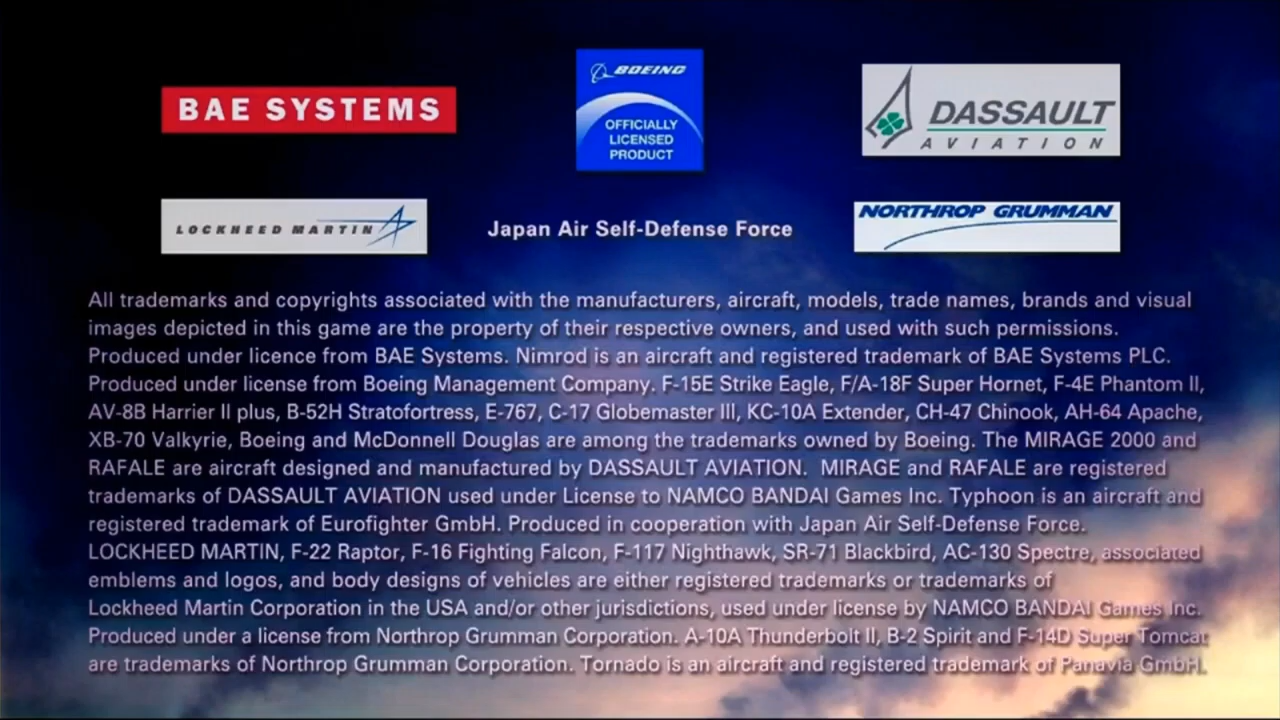 BAE SYSTEMS
BOEING
OFFICIALLY
LICENSED
PRODUCT
DASSAULT
AVIATION
LOCKHEED MARTIN
Japan Air Self-Defense Force
NORTHROP GRUMMAN
All trademarks and copyrights associated with the manufacturers, aircraft, models, trade names, brands and visual
images depicted in this game are the property of their respective owners, and used with such permissions.
Produced under licence from BAE Systems. Nimrod is an aircraft and registered trademark of BAE Systems PLC.
Produced under license from Boeing Management Company. F-15E Strike Eagle, F/A-18F Super Hornet, F-4E Phantom II,
AV-8B Harrier II plus, B-52H Stratofortress, E-767, C-17 Globemaster III, KC-10A Extender, CH-47 Chinook, AH-64 Apache,
XB-70 Valkyrie, Boeing and McDonnell Douglas are among the trademarks owned by Boeing. The MIRAGE 2000 and
RAFALE are aircraft designed and manufactured by DASSAULT AVIATION. MIRAGE and RAFALE are registered
trademarks of DASSAULT AVIATION used under License to NAMCO BANDAI Games Inc. Typhoon is an aircraft and
registered trademark of Eurofighter GmbH. Produced in cooperation with Japan Air Self-Defense Force.
LOCKHEED MARTIN, F-22 Raptor, F-16 Fighting Falcon, F-117 Nighthawk, SR-71 Blackbird, AC-130 Spectre, associated
emblems and logos, and body designs of vehicles are either registered trademarks or trademarks of
Lockheed Martin Corporation in the USA and/or other jurisdictions, used under license by NAMCO BANDAI Games Inc.
Produced under a license from Northrop Grumman Corporation. A-10A Thunderbolt II, B-2 Spirit and F-14D Super Tomcat
are trademarks of Northrop Grumman Corporation. Tornado is an aircraft and registered trademark of Panavia GmbH.